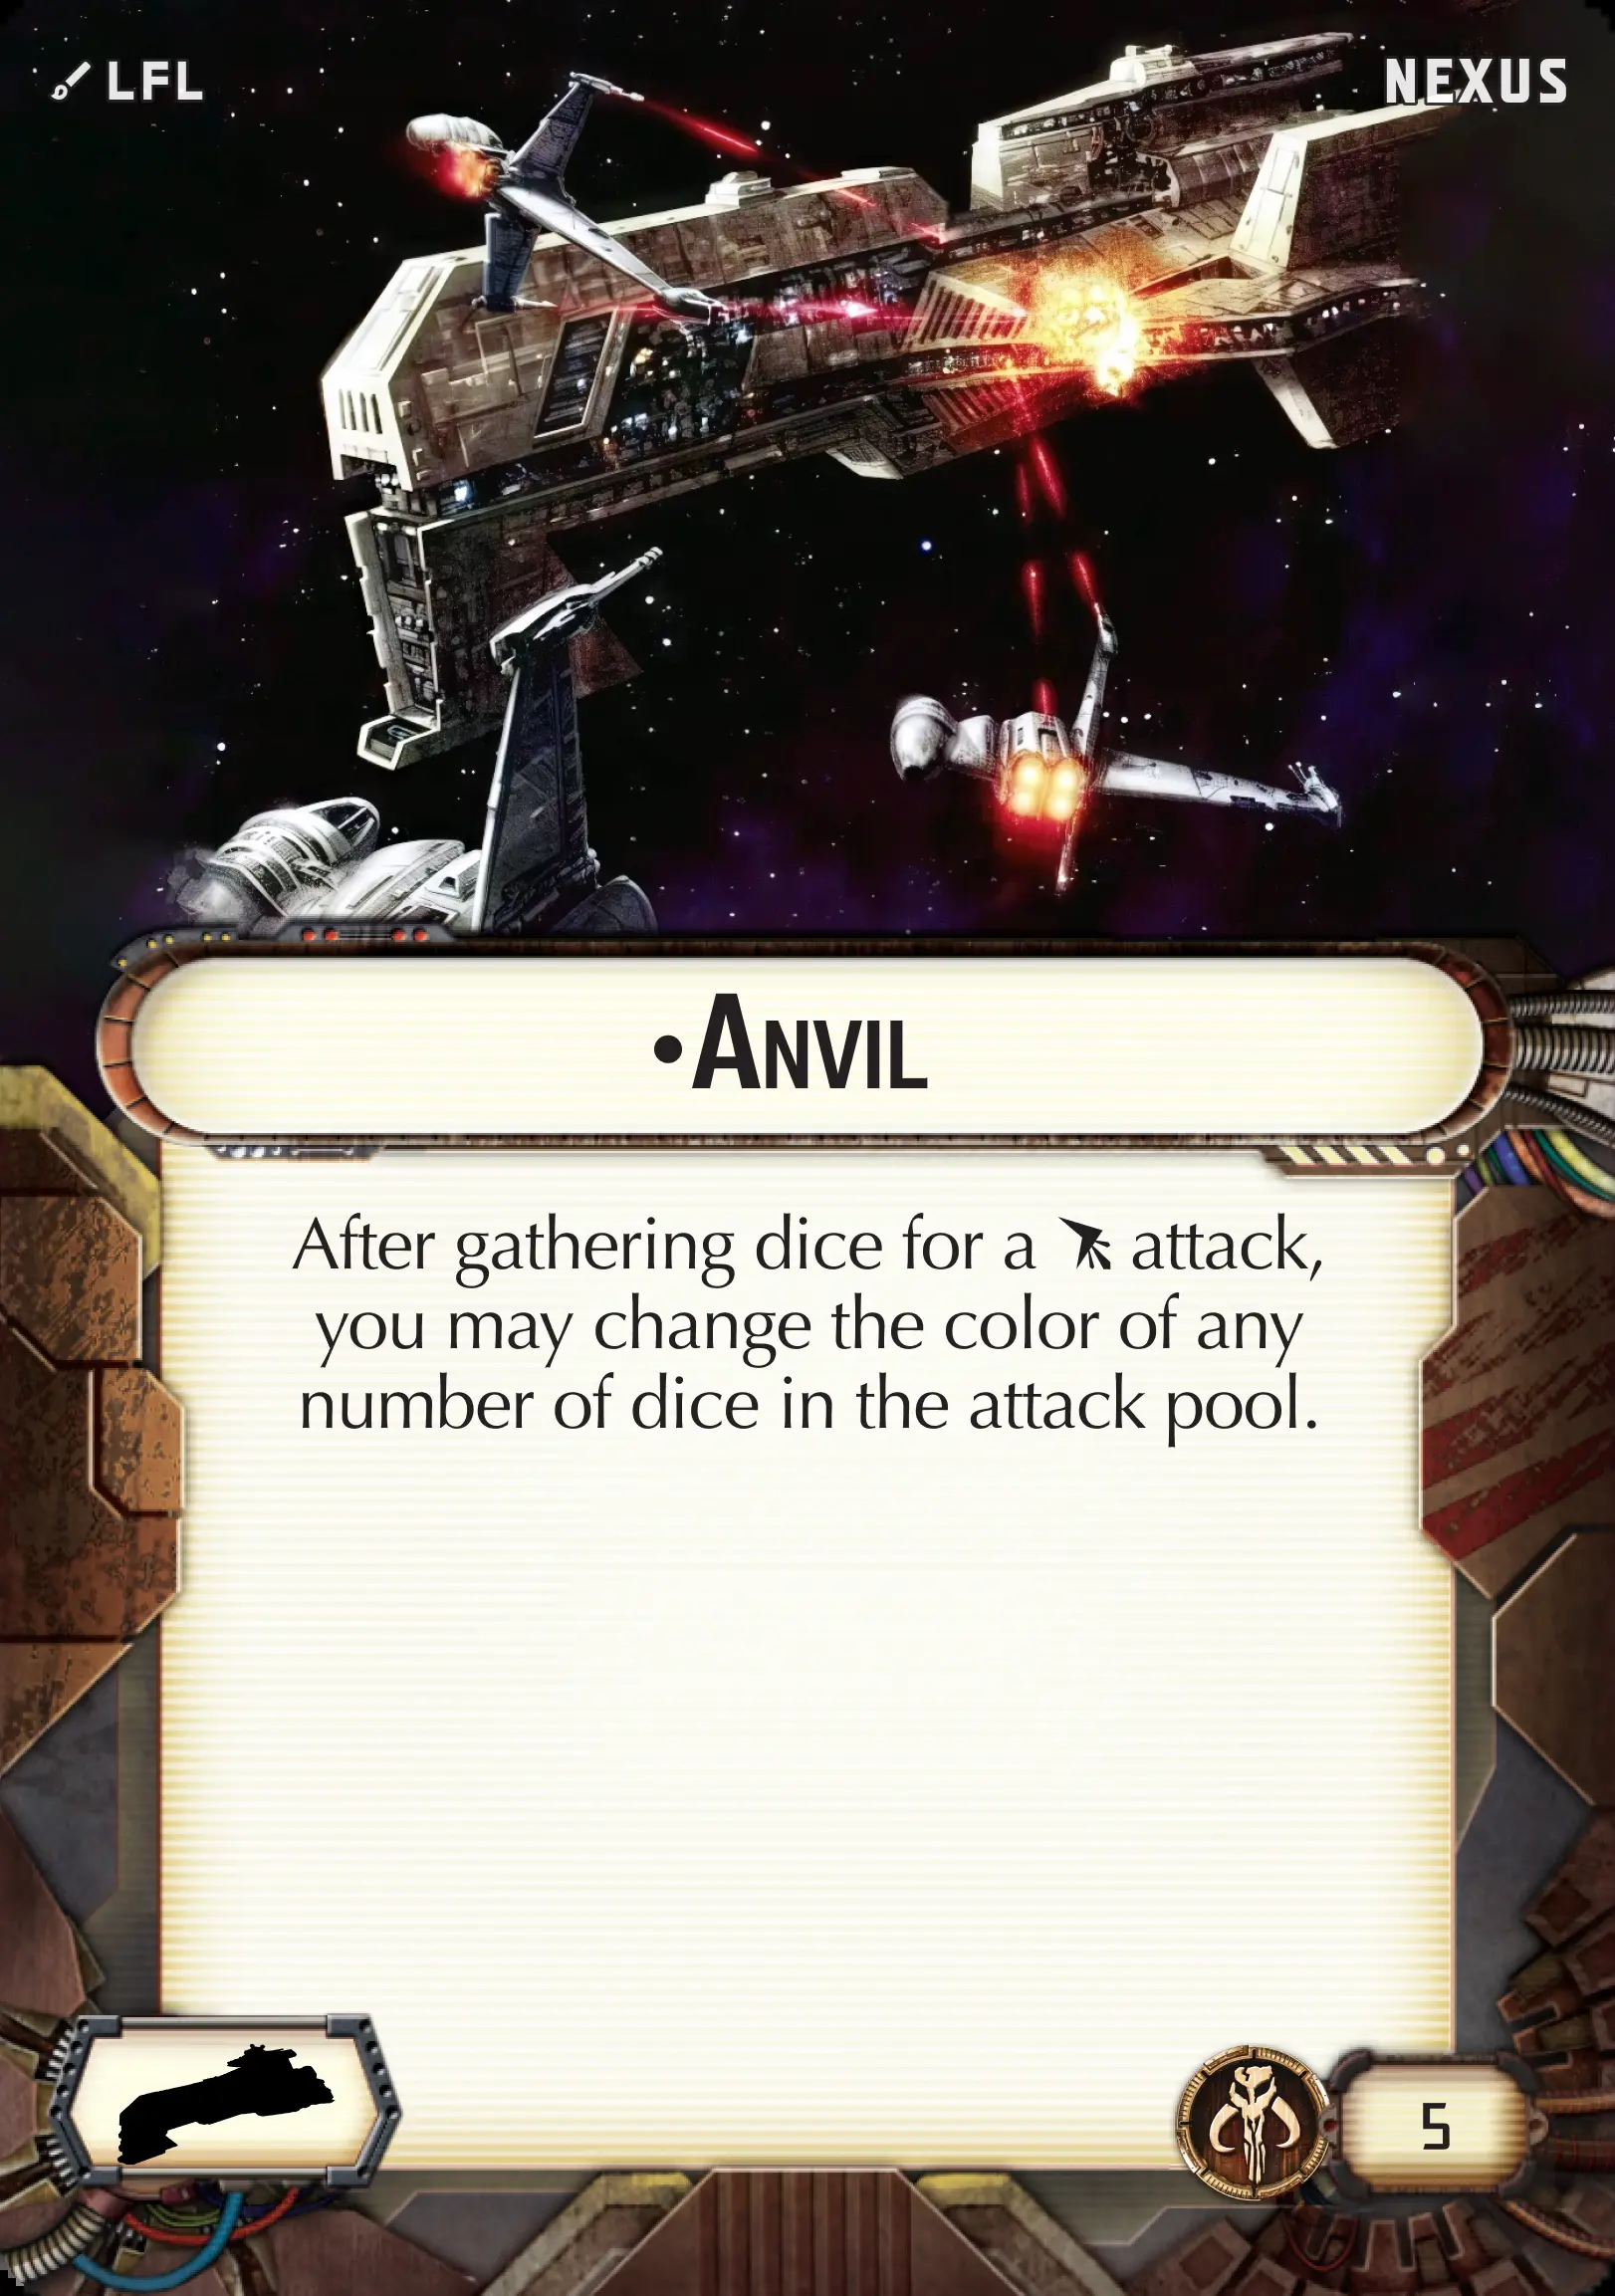 LFL
NEXUS
•ANVIL
After gathering dice for a attack,
you may change the color of any
number of dice in the attack pool.
5